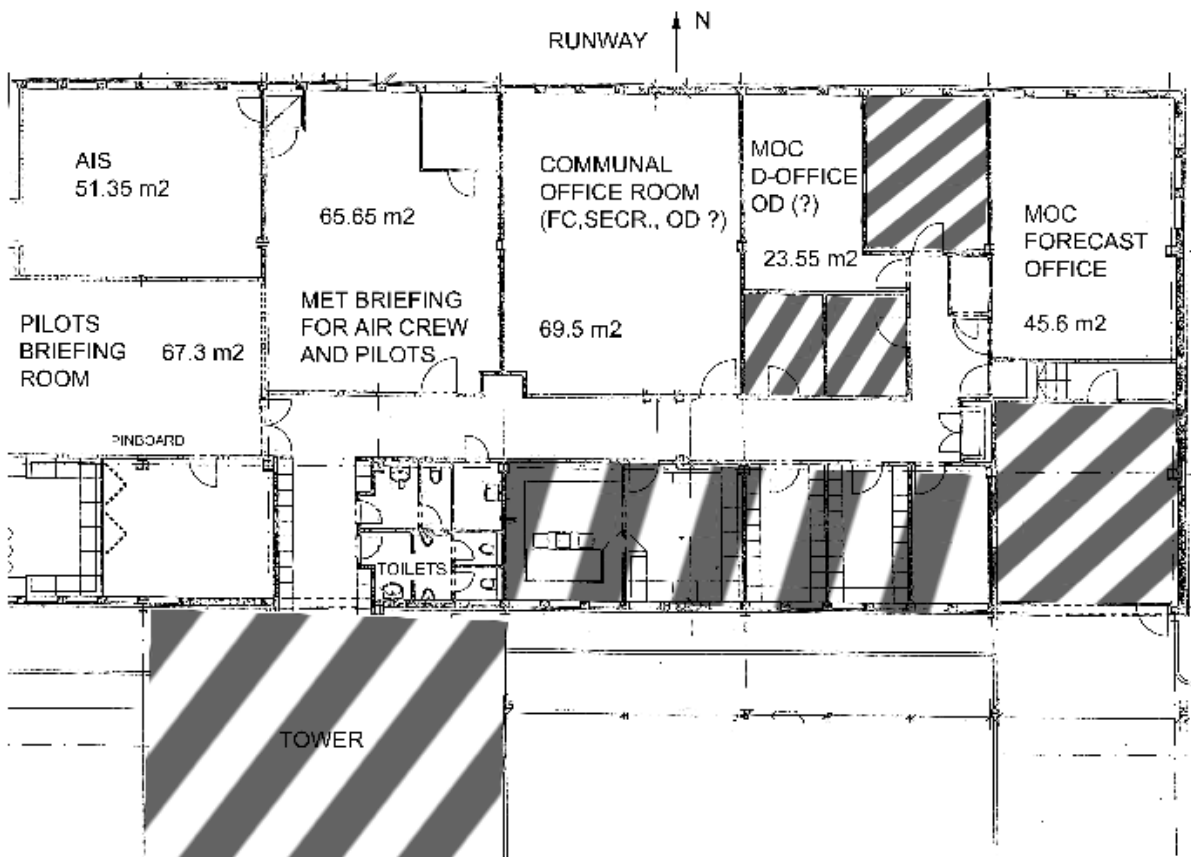 RUNWAY
N
AIS
51.35 m2
65.65 m2
MET BRIEFING
FOR AIR CREW
AND PILOTS
COMMUNAL
OFFICE ROOM
(FC,SECR., OD ?)
69.5 m2
MOC
D-OFFICE
OD (?)
23.55 m2
MOC
FORECAST
OFFICE
45.6 m2
PILOTS
BRIEFING
ROOM
67.3 m2
PINBOARD
TOILETS
TOWER